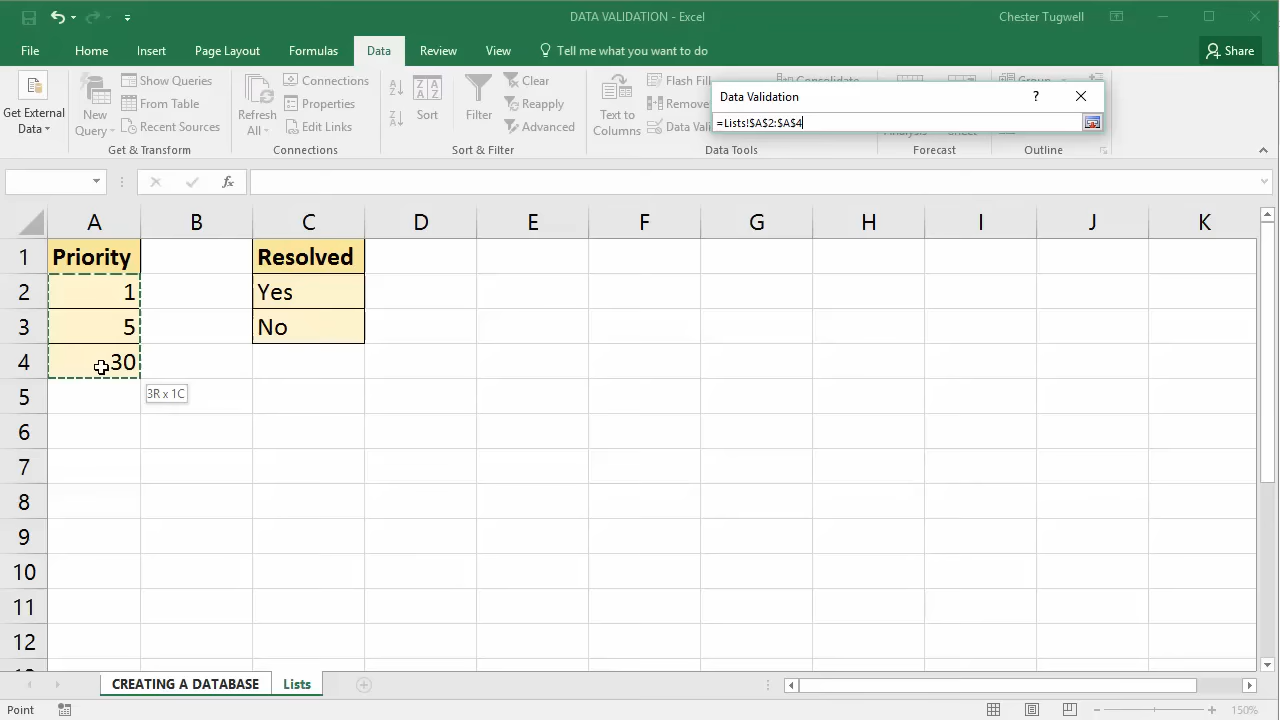 DATA VALIDATION - Excel
Chester Tugwell
File
Home
Insert
Page Layout
Formulas
Data
Review
View
Tell me what you want to do
Share
Get External
Data
New
Query
Show Queries
From Table
Recent Sources
Get & Transform
Refresh
All
Connections
Properties
Edit Links
Connections
Sort
Filter
Clear
Reapply
Advanced
Sort & Filter
Text to
Columns
Flash Fill
Remove
Data Vali
Consolidate
Data Tools
Analysis
Sheet
Forecast
Group
Outline
Data Validation
?
=Lists!$A$2:$A$4
fx
A B C D E F G H I J K
1 Priority Resolved
2 1 Yes
3 5 No
4 30
3R x 1C
5
6
7
8
9
10
11
12
CREATING A DATABASE
Lists
Point
150%